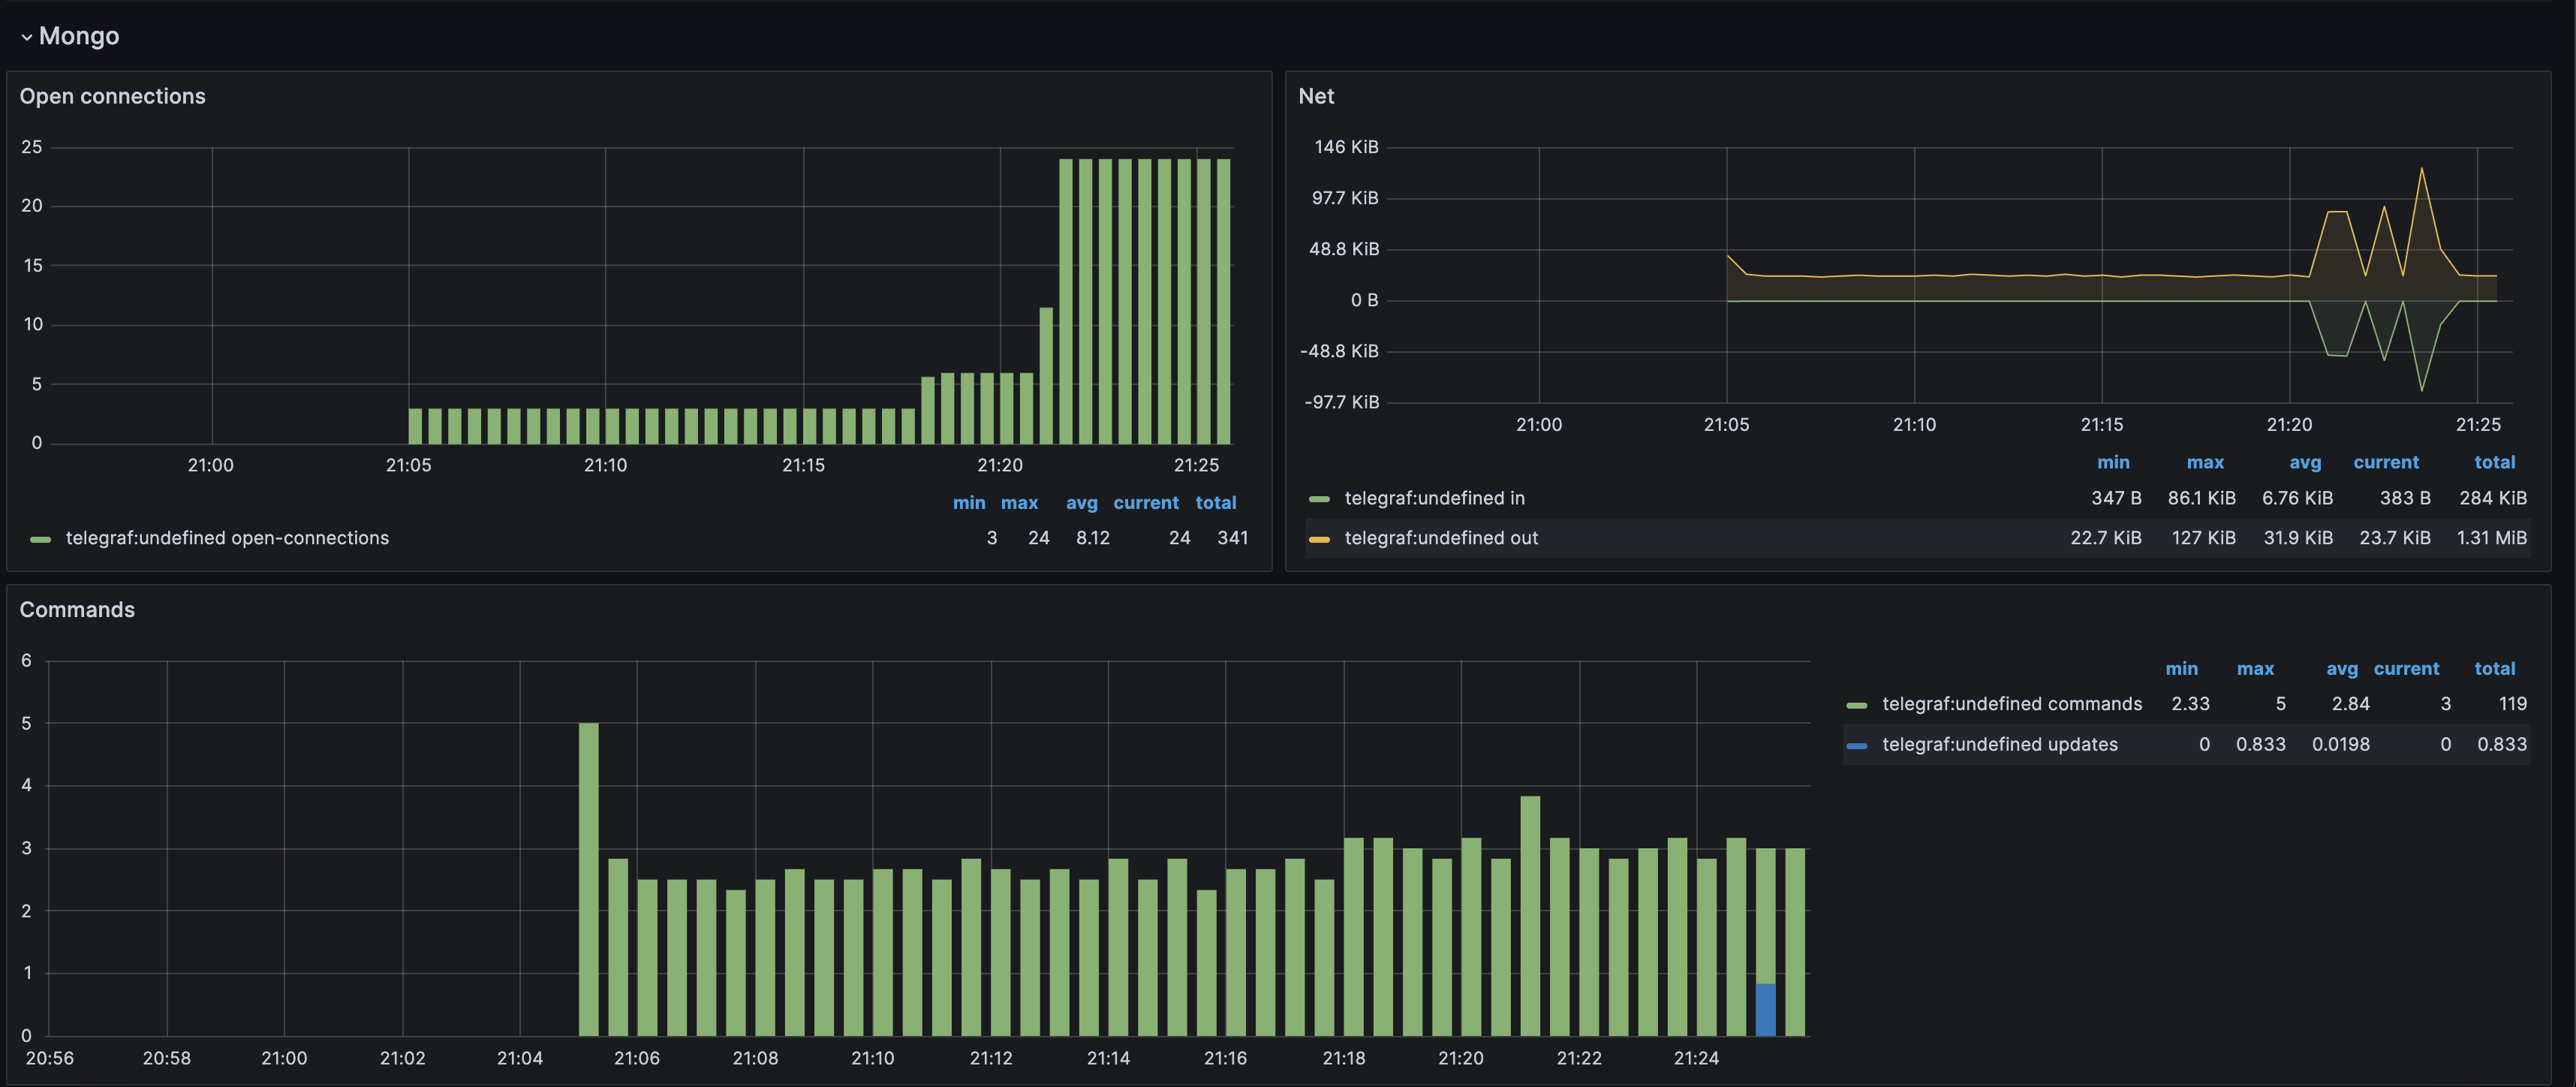 Mongo
Open connections
25
20
15
10
5
0
21:00 21:05 21:10 21:15 21:20 21:25
min max avg current total
telegraf:undefined open-connections 3 24 8.12 24 341
Net
146 KiB
97.7 KiB
48.8 KiB
0 B
-48.8 KiB
-97.7 KiB
21:00 21:05 21:10 21:15 21:20 21:25
min max avg current total
telegraf:undefined in 347 B 86.1 KiB 6.76 KiB 383 B 284 KiB
telegraf:undefined out 22.7 KiB 127 KiB 31.9 KiB 23.7 KiB 1.31 MiB
Commands
6
5
4
3
2
1
0
20:56 20:58 21:00 21:02 21:04 21:06 21:08 21:10 21:12 21:14 21:16 21:18 21:20 21:22 21:24
min max avg current total
telegraf:undefined commands 2.33 5 2.84 3 119
telegraf:undefined updates 0 0.833 0.0198 0 0.833